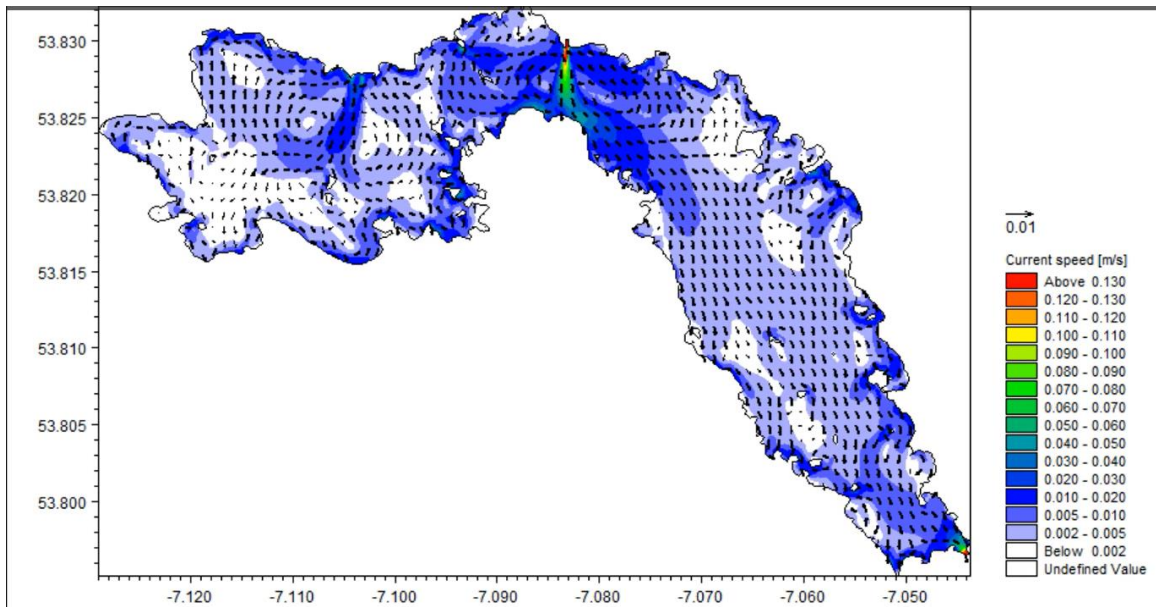 53.830
53.825
53.820
53.815
53.810
53.805
53.800
-7.120
-7.110
-7.100
-7.090
-7.080
-7.070
-7.060
-7.050
0.01
Current speed [m/s]
Above 0.130
0.120 - 0.130
0.110 - 0.120
0.100 - 0.110
0.090 - 0.100
0.080 - 0.090
0.070 - 0.080
0.060 - 0.070
0.050 - 0.060
0.040 - 0.050
0.030 - 0.040
0.020 - 0.030
0.010 - 0.020
0.005 - 0.010
0.002 - 0.005
Below 0.002
Undefined Value